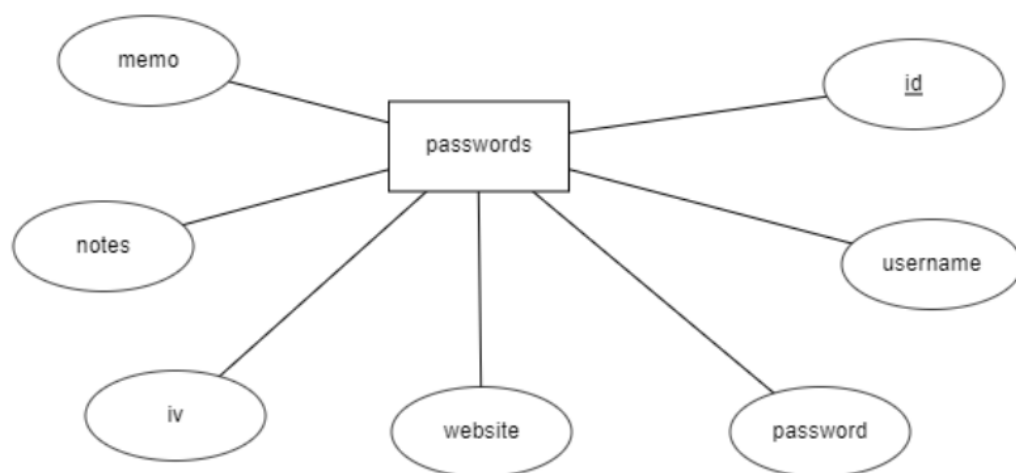 memo
id
passwords
notes
username
iv
website
password